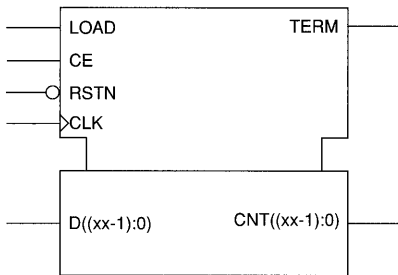 LOAD
TERM
CE
RSTN
CLK
D((xx-1):0)
CNT((xx-1):0)